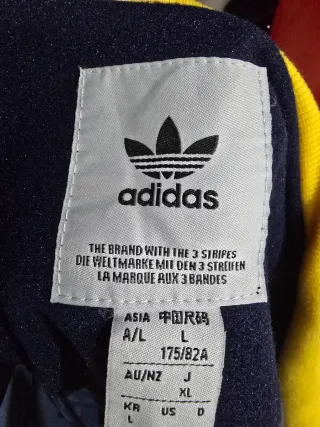 adidas
THE BRAND WITH THE 3 STRIPES
DIE WELTMARKE MIT DEN 3 STREIFEN
LA MARQUE AUX 3 BANDES
ASIA 中国尺码
A/L L
175/82A
AU/NZ J
XL
KR US D
L